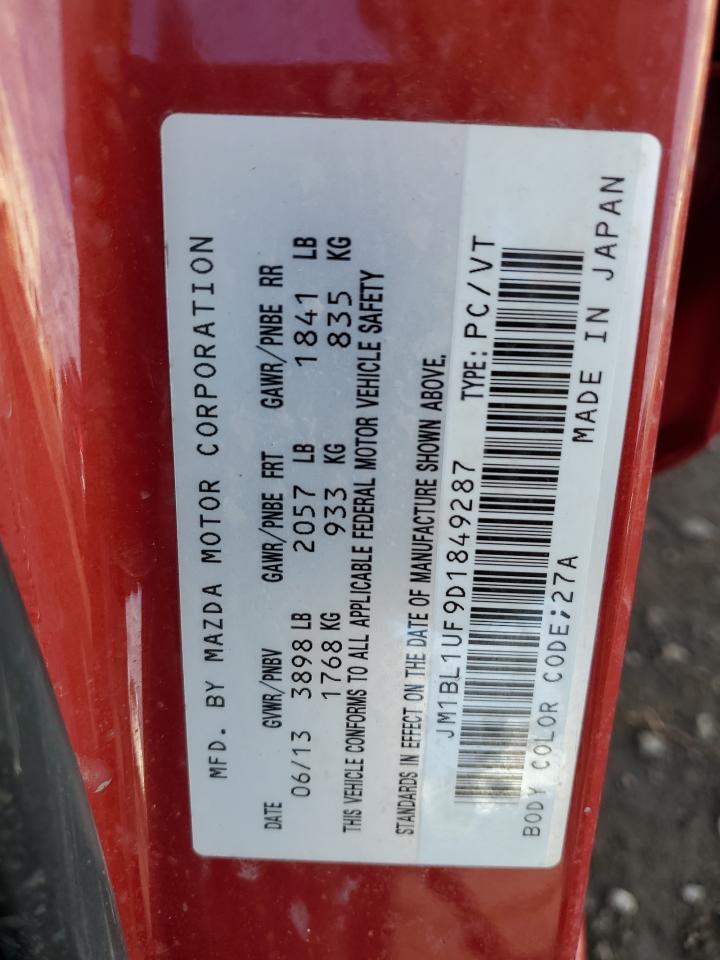 MFD. BY MAZDA MOTOR CORPORATION
DATE GVWR/PNBV GAWR/PNBE FRT GAWR/PNBE RR
06/13 3898 LB 2057 LB 1841 LB
1768 KG 933 KG 835 KG
THIS VEHICLE CONFORMS TO ALL APPLICABLE FEDERAL MOTOR VEHICLE SAFETY
STANDARDS IN EFFECT ON THE DATE OF MANUFACTURE SHOWN ABOVE.
JM1BL1UF9D1849287 TYPE: PC/VT
BODY COLOR CODE;27A MADE IN JAPAN